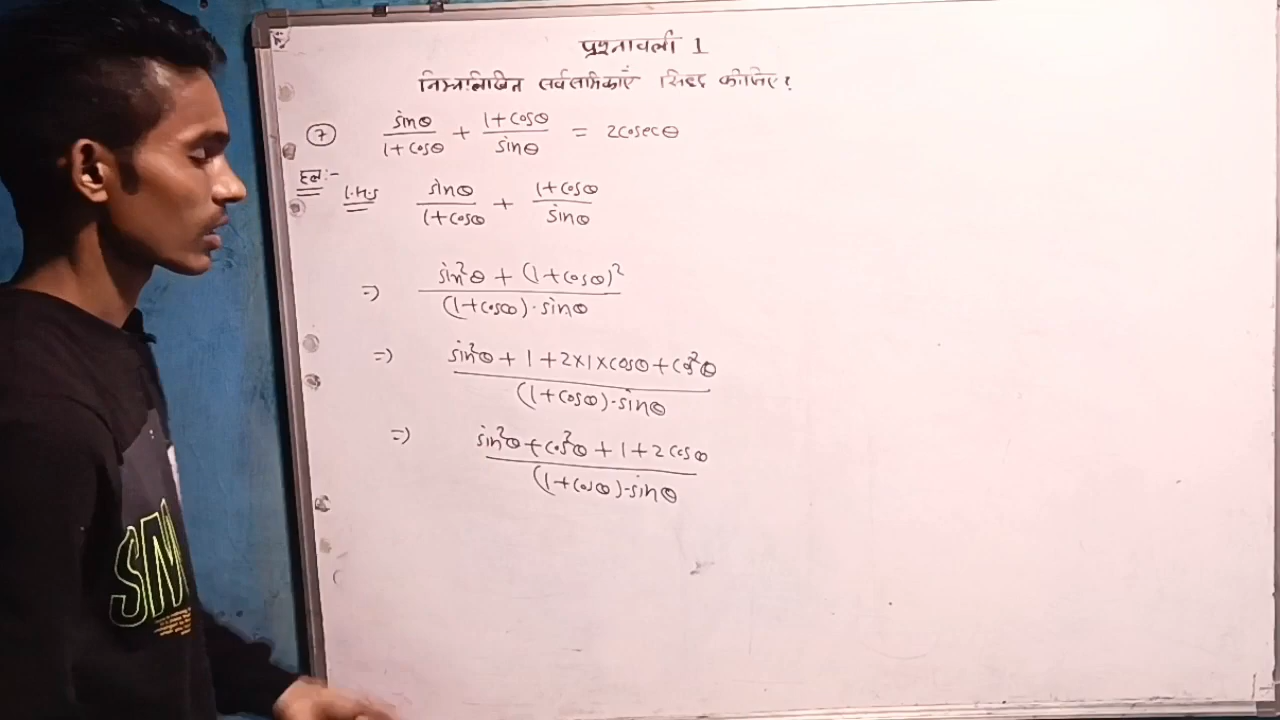 प्रश्नावली 1
निम्नलिखित सर्वसमिकाएँ सिद्ध कीजिए।
⑦ sinθ/(1+cosθ) + (1+cosθ)/sinθ = 2cosecθ
हल:-
L.H.S sinθ/(1+cosθ) + (1+cosθ)/sinθ
=> (sin²θ + (1+cosθ)²)/((1+cosθ)·sinθ)
=> (sin²θ + 1 + 2×1×cosθ + cos²θ)/((1+cosθ)·sinθ)
=> (sin²θ + cos²θ + 1 + 2cosθ)/((1+cosθ)·sinθ)